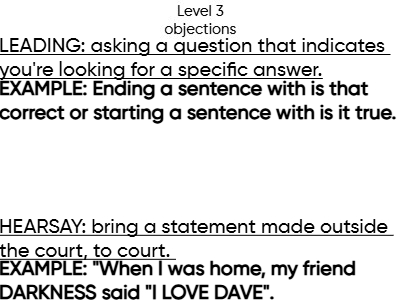 Level 3
objections
LEADING: asking a question that indicates
you're looking for a specific answer.
EXAMPLE: Ending a sentence with is that
correct or starting a sentence with is it true.
HEARSAY: bring a statement made outside
the court, to court.
EXAMPLE: "When I was home, my friend
DARKNESS said "I LOVE DAVE".